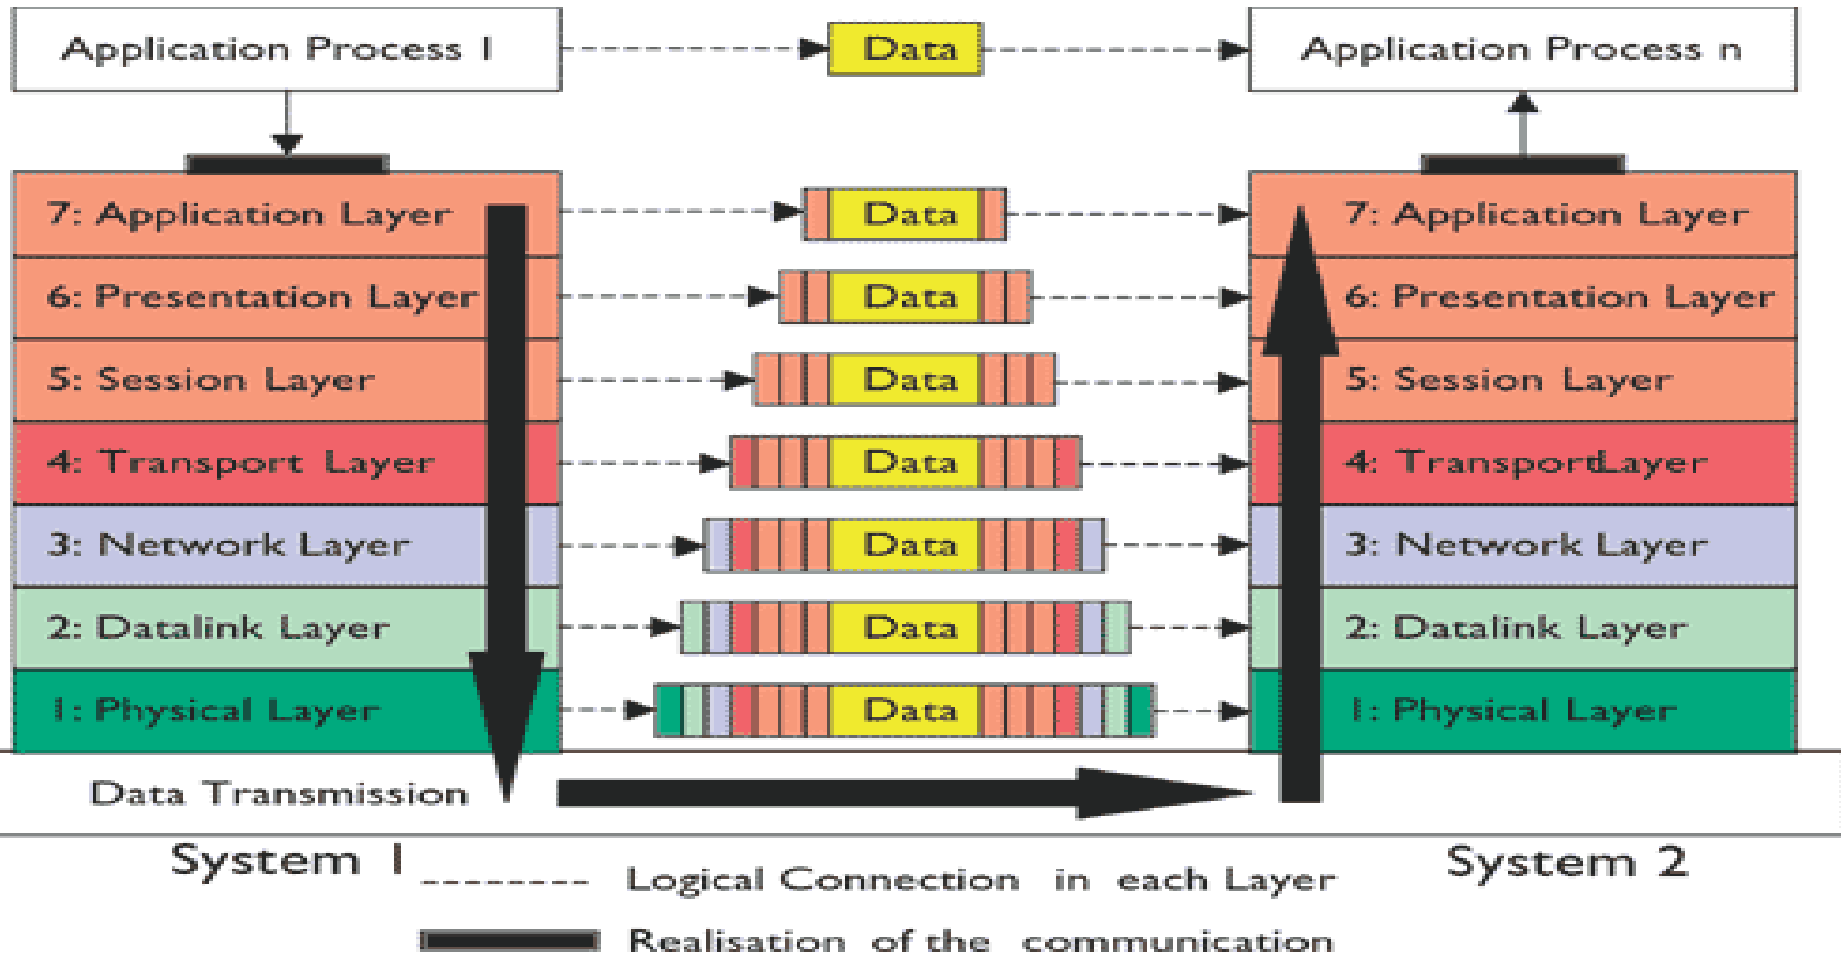 Application Process 1
Data
Application Process n
7: Application Layer
Data
7: Application Layer
6: Presentation Layer
Data
6: Presentation Layer
5: Session Layer
Data
5: Session Layer
4: Transport Layer
Data
4: Transport Layer
3: Network Layer
Data
3: Network Layer
2: Datalink Layer
Data
2: Datalink Layer
1: Physical Layer
Data
1: Physical Layer
Data Transmission
System 1
System 2
Logical Connection in each Layer
Realisation of the communication